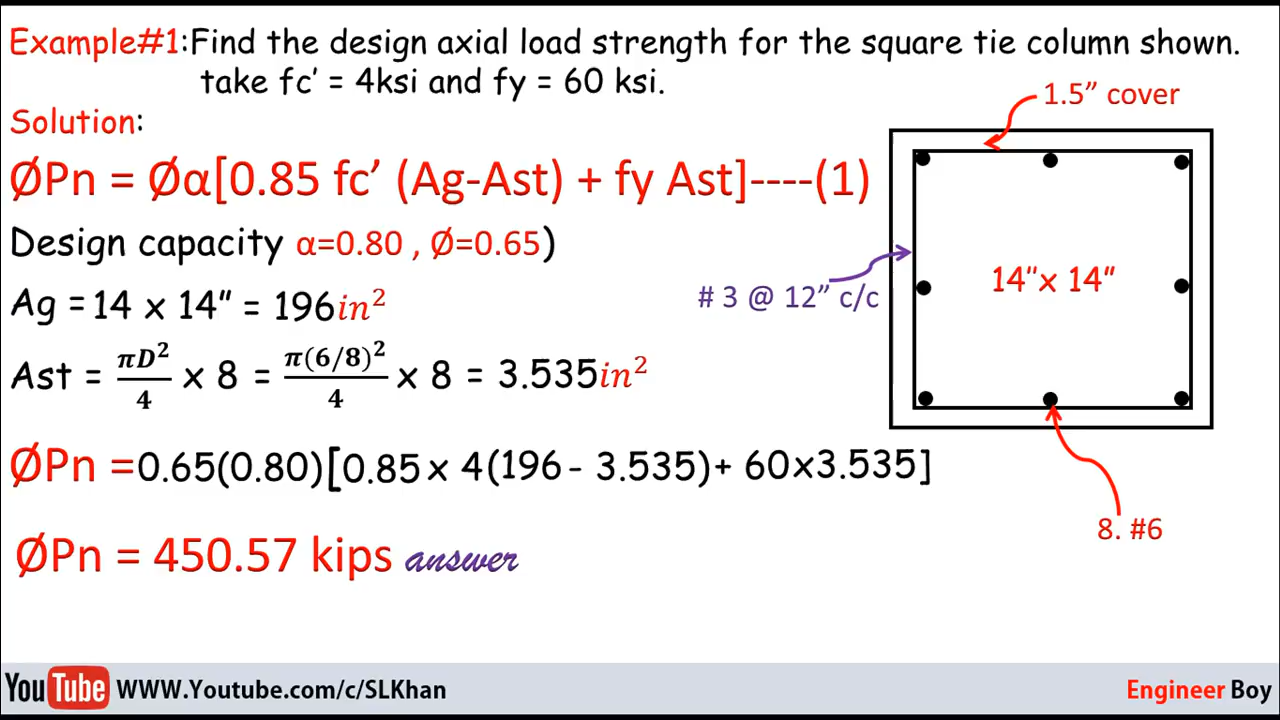 Example#1:Find the design axial load strength for the square tie column shown.
take fc’ = 4ksi and fy = 60 ksi.
1.5” cover
Solution:
ØPn = Øα[0.85 fc’ (Ag-Ast) + fy Ast]----(1)
Design capacity α=0.80 , Ø=0.65)
# 3 @ 12” c/c
14"x 14"
Ag = 14 x 14" = 196in²
Ast = πD²/4 x 8 = π(6/8)²/4 x 8 = 3.535in²
ØPn =0.65(0.80)[0.85x 4(196- 3.535)+ 60x3.535]
8. #6
ØPn = 450.57 kips answer
YouTube WWW.Youtube.com/c/SLKhan
Engineer Boy